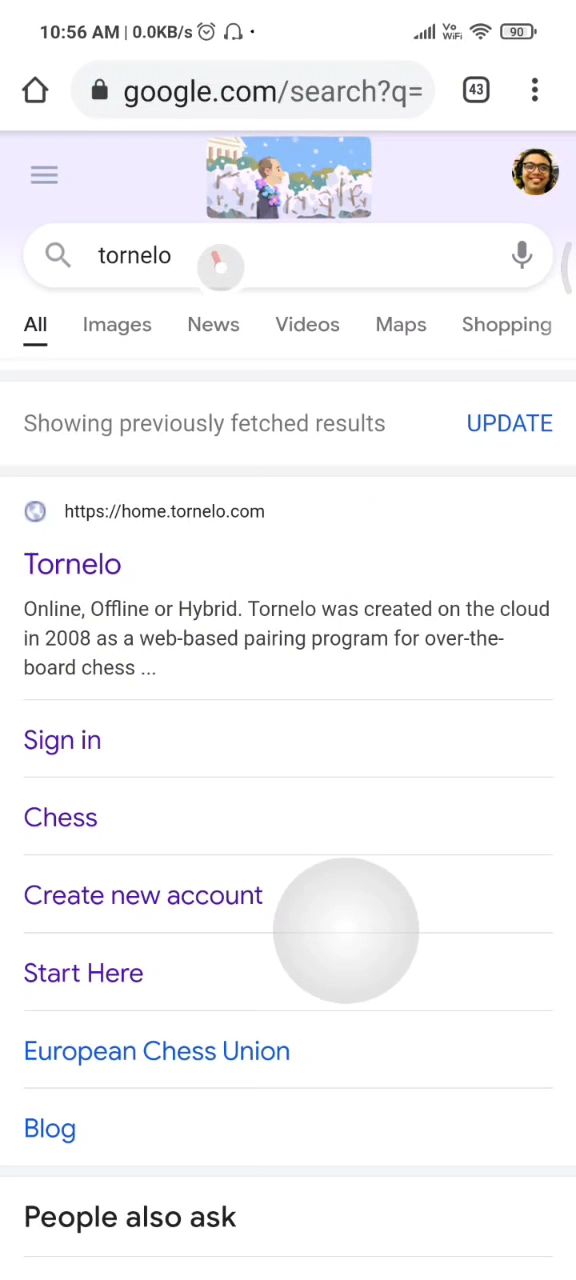 10:56 AM | 0.0KB/s
Vo
WiFi
90
google.com/search?q=
43
tornelo
All Images News Videos Maps Shopping
Showing previously fetched results UPDATE
https://home.tornelo.com
Tornelo
Online, Offline or Hybrid. Tornelo was created on the cloud
in 2008 as a web-based pairing program for over-the-
board chess ...
Sign in
Chess
Create new account
Start Here
European Chess Union
Blog
People also ask